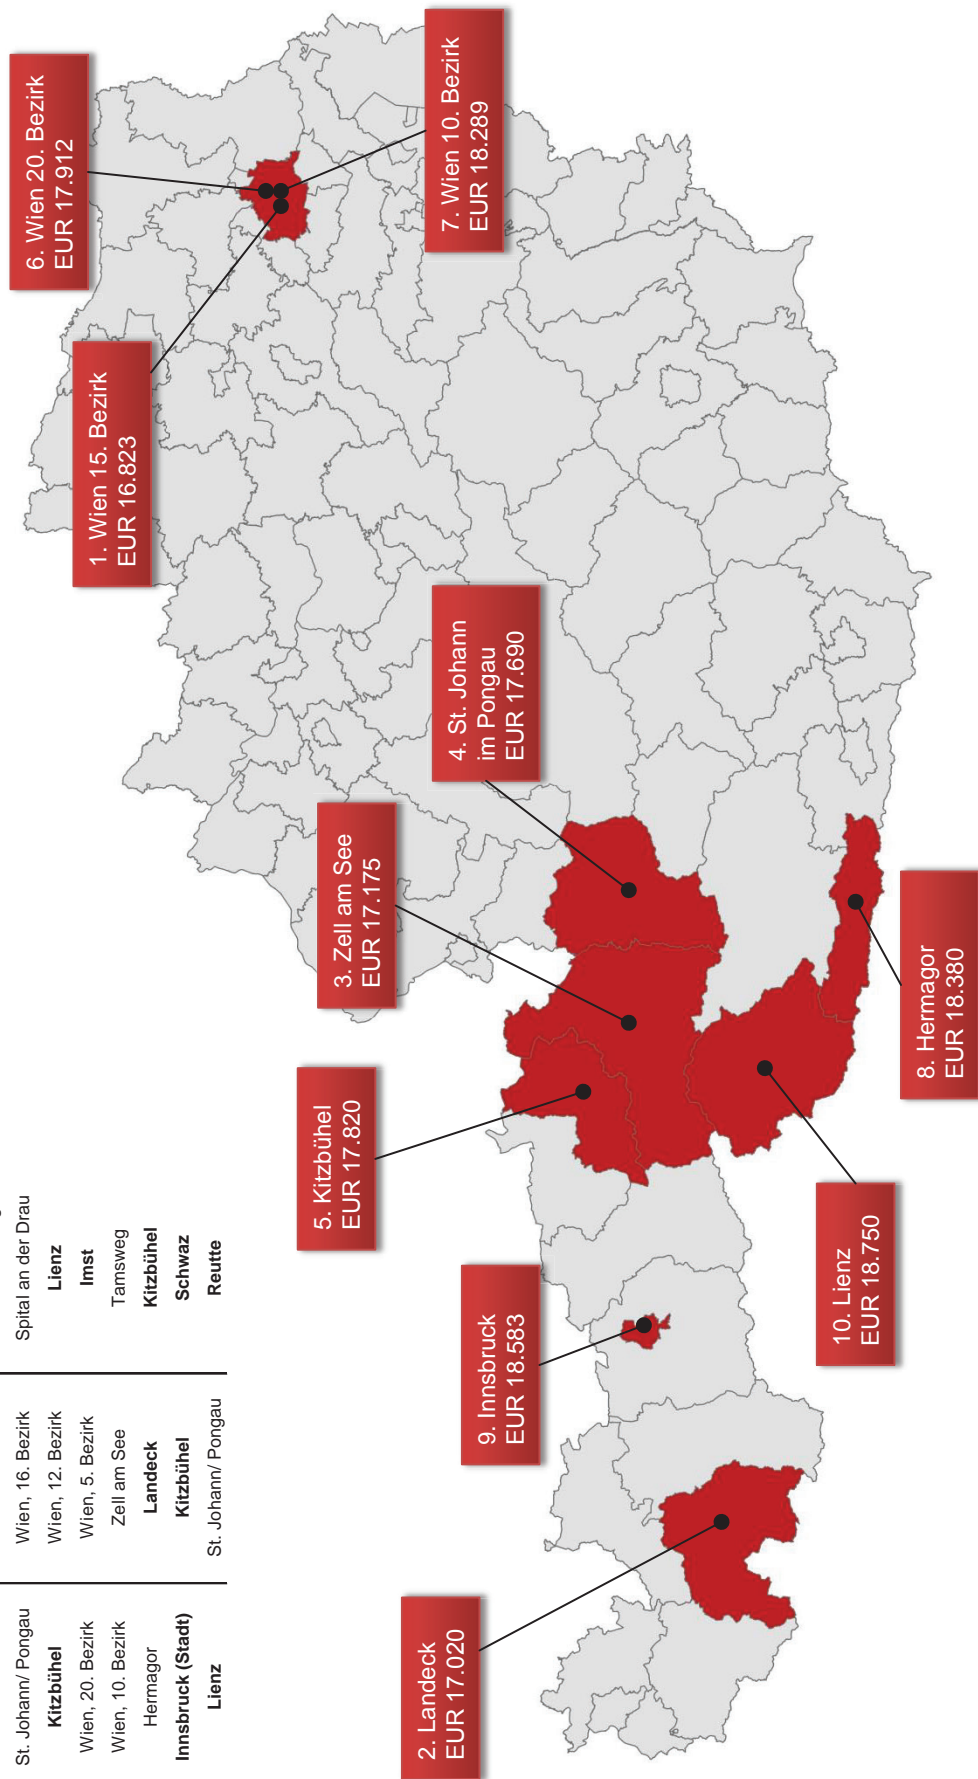 St. Johann/ Pongau Wien, 16. Bezirk Spital an der Drau
Kitzbühel Wien, 12. Bezirk Lienz
Wien, 20. Bezirk Wien, 5. Bezirk Imst
Wien, 10. Bezirk Zell am See Tamsweg
Hermagor Landeck Kitzbühel
Innsbruck (Stadt) Kitzbühel Schwaz
Lienz St. Johann/ Pongau Reutte
6. Wien 20. Bezirk
EUR 17.912
1. Wien 15. Bezirk
EUR 16.823
5. Kitzbühel
EUR 17.820
3. Zell am See
EUR 17.175
2. Landeck
EUR 17.020
4. St. Johann
im Pongau
EUR 17.690
7. Wien 10. Bezirk
EUR 18.289
9. Innsbruck
EUR 18.583
10. Lienz
EUR 18.750
8. Hermagor
EUR 18.380